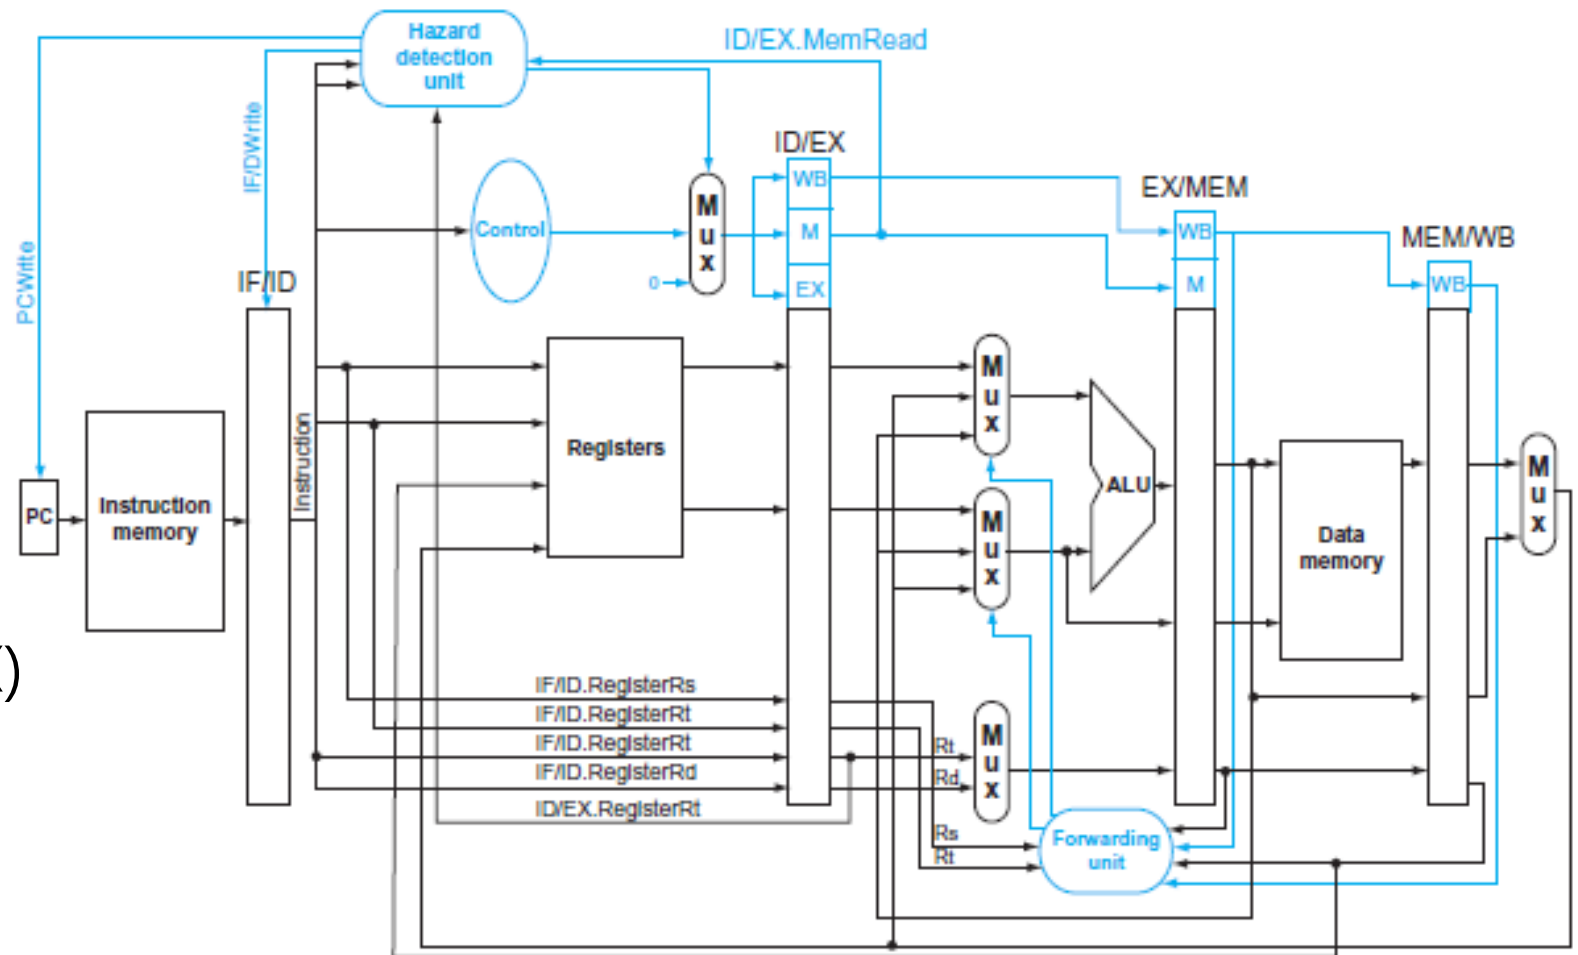 Hazard
detection
unit
ID/EX.MemRead
ID/EX
IF/DWrite
PCWrite
Control
M
u
x
0
WB
M
EX
EX/MEM
WB
M
MEM/WB
WB
IF/ID
PC
Instruction
memory
Instruction
Registers
M
u
x
M
u
x
ALU
Data
memory
M
u
x
)
IF/ID.RegisterRs
IF/ID.RegisterRt
IF/ID.RegisterRt
IF/ID.RegisterRd
ID/EX.RegisterRt
Rt
Rd
M
u
x
Rs
Rt
Forwarding
unit